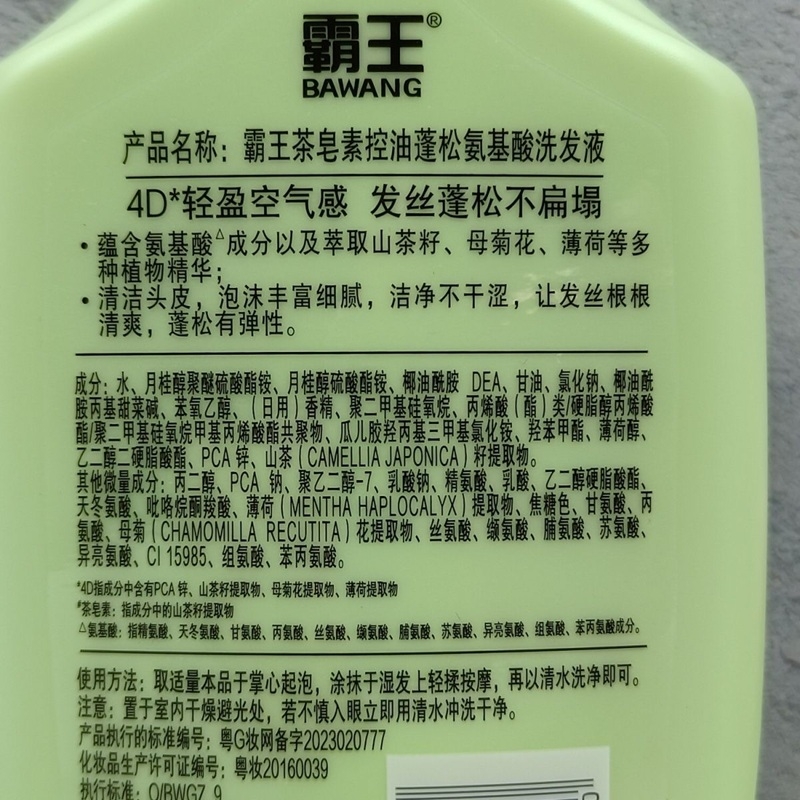 霸王®
BAWANG
产品名称：霸王茶皂素控油蓬松氨基酸洗发液
4D*轻盈空气感 发丝蓬松不扁塌
•蕴含氨基酸△成分以及萃取山茶籽、母菊花、薄荷等多
种植物精华；
•清洁头皮，泡沫丰富细腻，洁净不干涩，让发丝根根
清爽，蓬松有弹性。
成分：水、月桂醇聚醚硫酸酯铵、月桂醇硫酸酯铵、椰油酰胺 DEA、甘油、氯化钠、椰油酰
胺丙基甜菜碱、苯氧乙醇、（日用）香精、聚二甲基硅氧烷、丙烯酸（酯）类/硬脂醇丙烯酸
酯/聚二甲基硅氧烷甲基丙烯酸酯共聚物、瓜儿胶羟丙基三甲基氯化铵、羟苯甲酯、薄荷醇、
乙二醇二硬脂酸酯、PCA 锌、山茶（CAMELLIA JAPONICA）籽提取物。
其他微量成分：丙二醇、PCA 钠、聚乙二醇-7、乳酸钠、精氨酸、乳酸、乙二醇硬脂酸酯、
天冬氨酸、吡咯烷酮羧酸、薄荷（MENTHA HAPLOCALYX）提取物、焦糖色、甘氨酸、丙
氨酸、母菊（CHAMOMILLA RECUTITA）花提取物、丝氨酸、缬氨酸、脯氨酸、苏氨酸、
异亮氨酸、CI 15985、组氨酸、苯丙氨酸。
*4D指成分中含有PCA 锌、山茶籽提取物、母菊花提取物、薄荷提取物
#茶皂素：指成分中的山茶籽提取物
△氨基酸：指精氨酸、天冬氨酸、甘氨酸、丙氨酸、丝氨酸、缬氨酸、脯氨酸、苏氨酸、异亮氨酸、组氨酸、苯丙氨酸成分。
使用方法：取适量本品于掌心起泡，涂抹于湿发上轻揉按摩，再以清水洗净即可。
注意：置于室内干燥避光处，若不慎入眼立即用清水冲洗干净。
产品执行的标准编号：粤G妆网备字2023020777
化妆品生产许可证编号：粤妆20160039
执行标准：Q/BWGZ 9